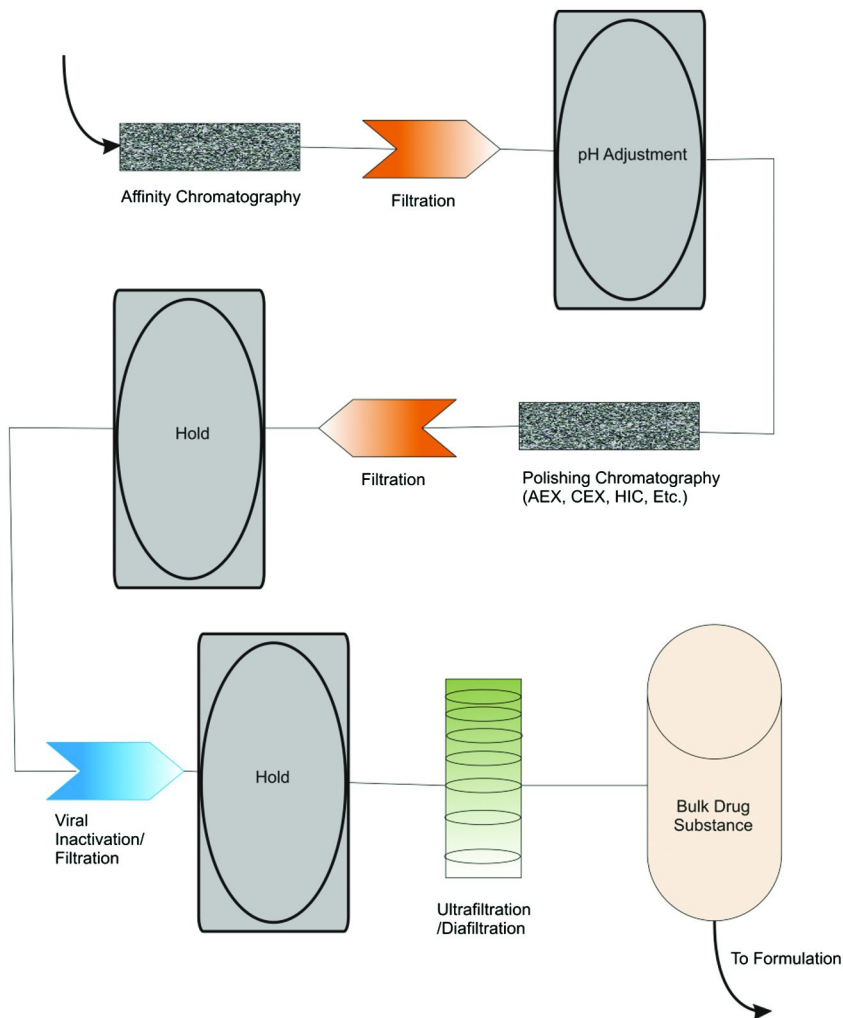 Affinity Chromatography
Filtration
pH Adjustment
Hold
Filtration
Polishing Chromatography
(AEX, CEX, HIC, Etc.)
Viral
Inactivation/
Filtration
Hold
Ultrafiltration
/Diafiltration
Bulk Drug
Substance
To Formulation